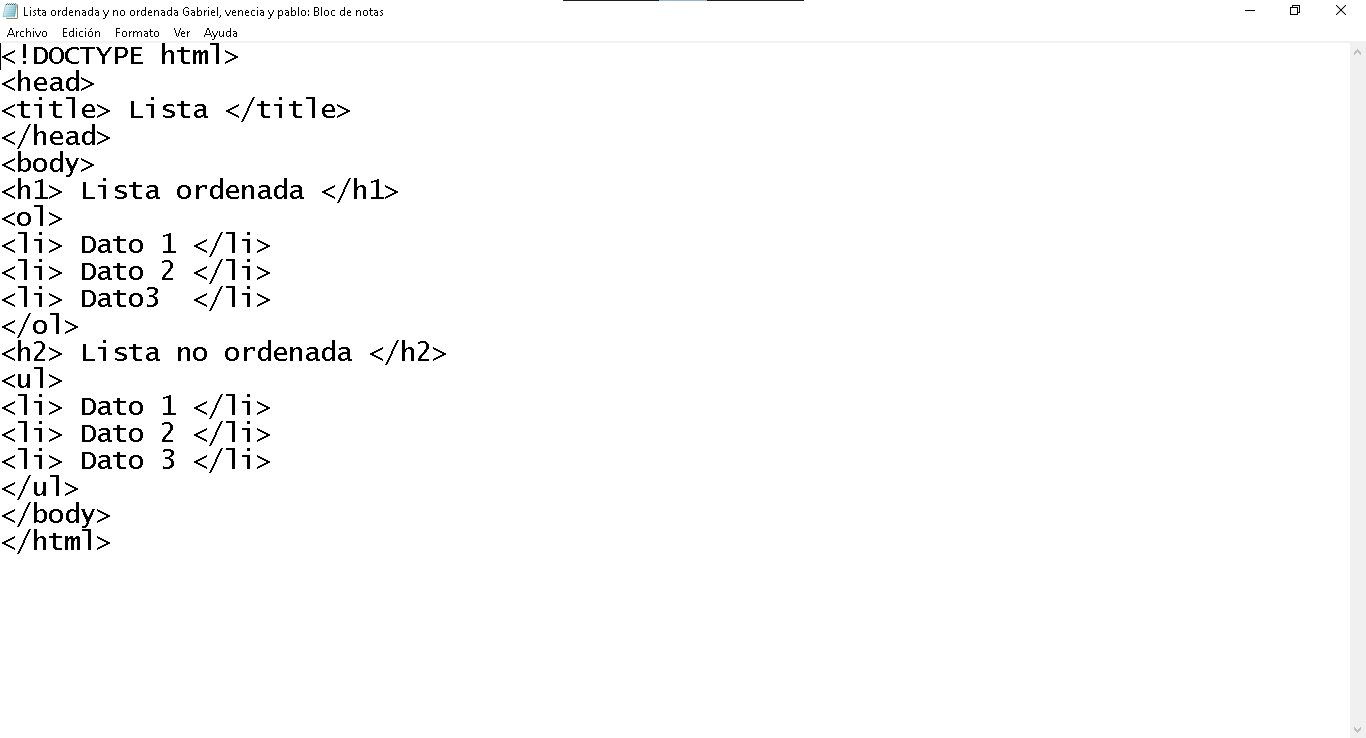 Lista ordenada y no ordenada Gabriel, venecia y pablo: Bloc de notas
Archivo Edición Formato Ver Ayuda
<!DOCTYPE html>
<head>
<title> Lista </title>
</head>
<body>
<h1> Lista ordenada </h1>
<ol>
<li> Dato 1 </li>
<li> Dato 2 </li>
<li> Dato3  </li>
</ol>
<h2> Lista no ordenada </h2>
<ul>
<li> Dato 1 </li>
<li> Dato 2 </li>
<li> Dato 3 </li>
</ul>
</body>
</html>